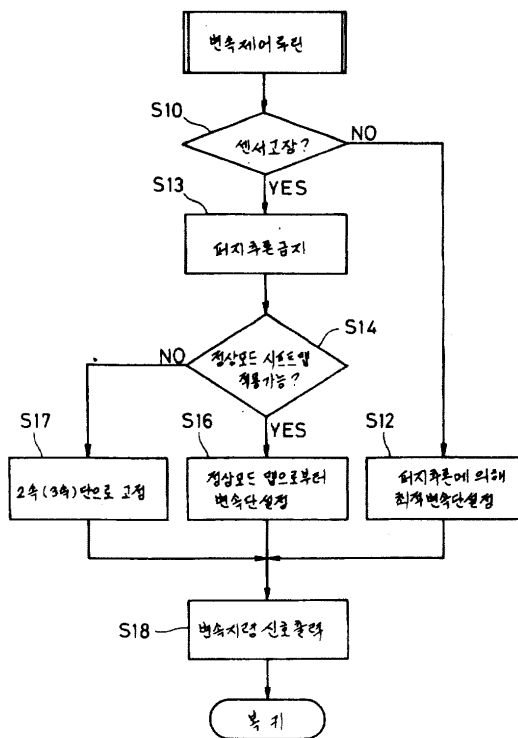 변속제어루틴
S10
센서고장?
NO
YES
S13
퍼지추론금지
S14
정상모드 시프트맵
적용가능?
NO
YES
S17
2속(3속)단으로 고정
S16
정상모드 맵으로부터
변속단설정
S12
퍼지추론에 의해
최적변속단설정
S18
변속지령 신호출력
복귀